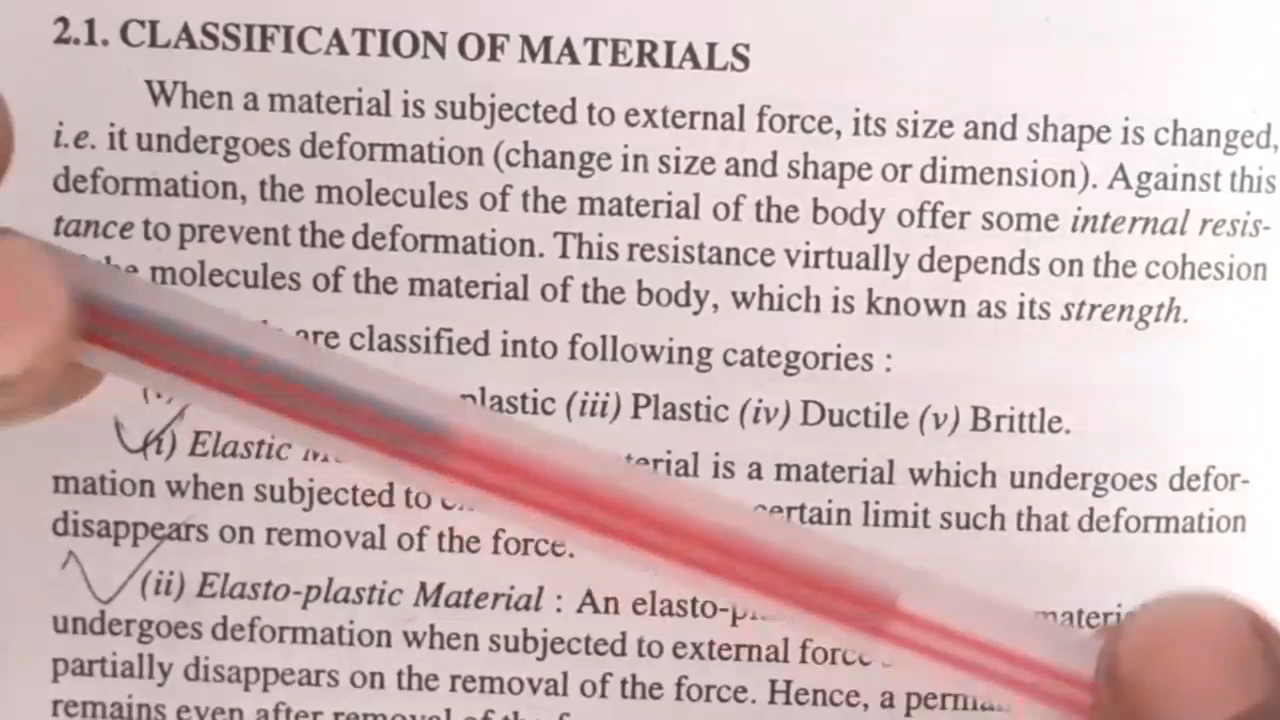 2.1. CLASSIFICATION OF MATERIALS
When a material is subjected to external force, its size and shape is changed,
i.e. it undergoes deformation (change in size and shape or dimension). Against this
deformation, the molecules of the material of the body offer some internal resis-
tance to prevent the deformation. This resistance virtually depends on the cohesion
molecules of the material of the body, which is known as its strength.
are classified into following categories :
plastic (iii) Plastic (iv) Ductile (v) Brittle.
(i) Elastic is a material which undergoes defor-
mation when subjected to certain limit such that deformation
disappears on removal of the force.
(ii) Elasto-plastic Material : An
undergoes deformation when subjected to external force
partially disappears on the removal of the force. Hence, a
remains even after removal of